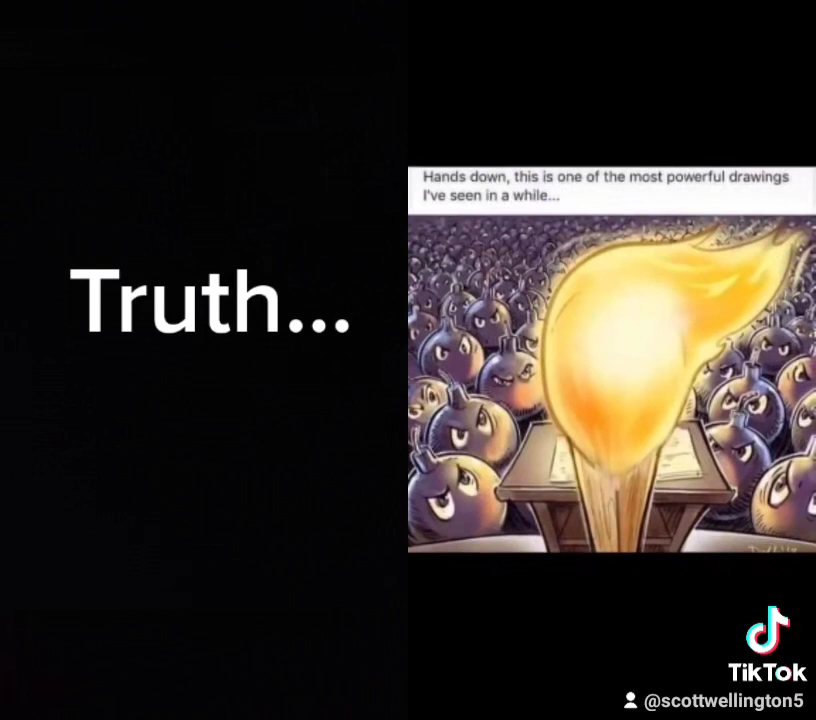 Truth...
Hands down, this is one of the most powerful drawings
I've seen in a while...
TikTok
@scottwellington5